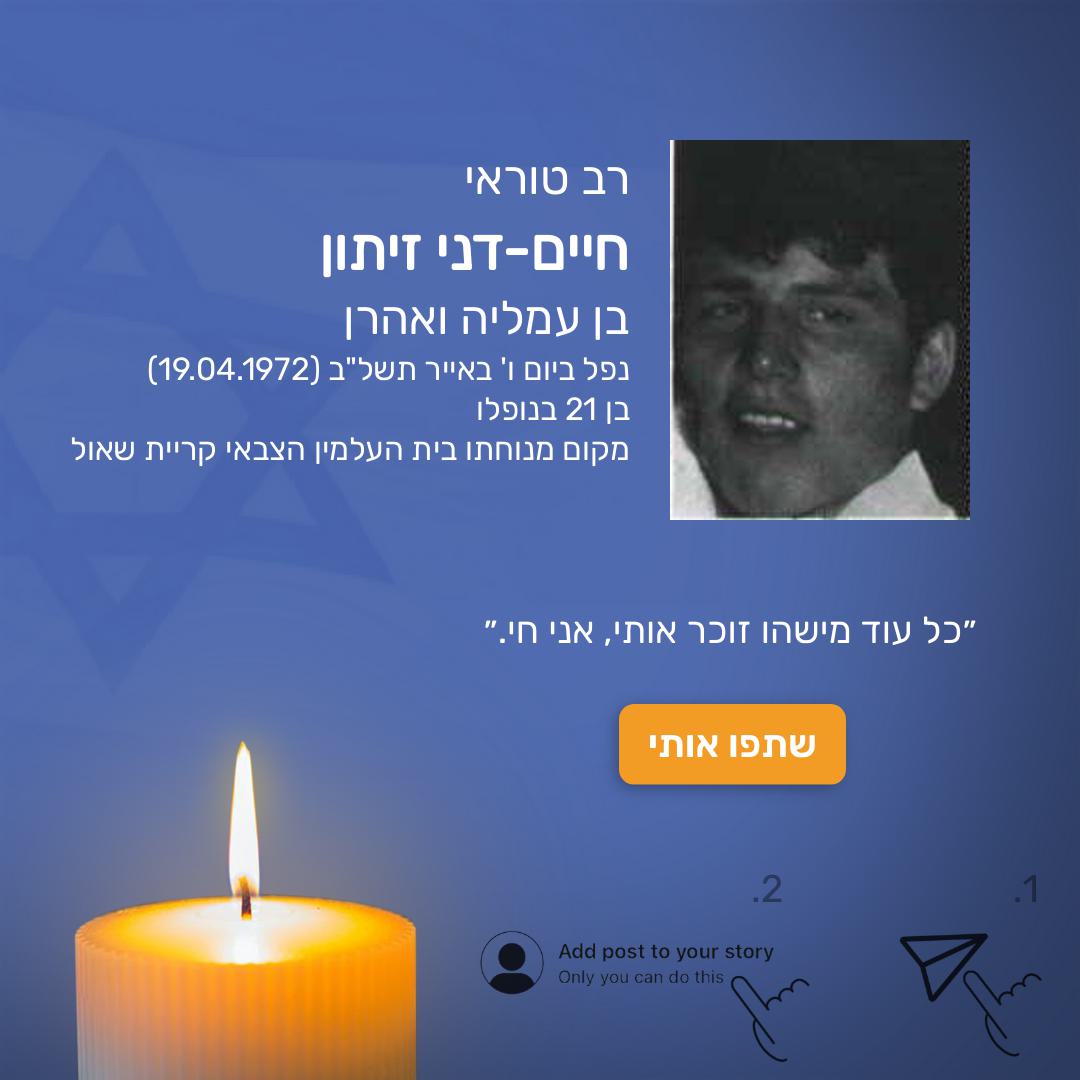 רב טוראי
חיים-דני זיתון
בן עמליה ואהרן
נפל ביום ו' באייר תשל"ב (19.04.1972)
בן 21 בנופלו
מקום מנוחתו בית העלמין הצבאי קריית שאול
״כל עוד מישהו זוכר אותי, אני חי.״
שתפו אותי
1.
2.
Add post to your story
Only you can do this